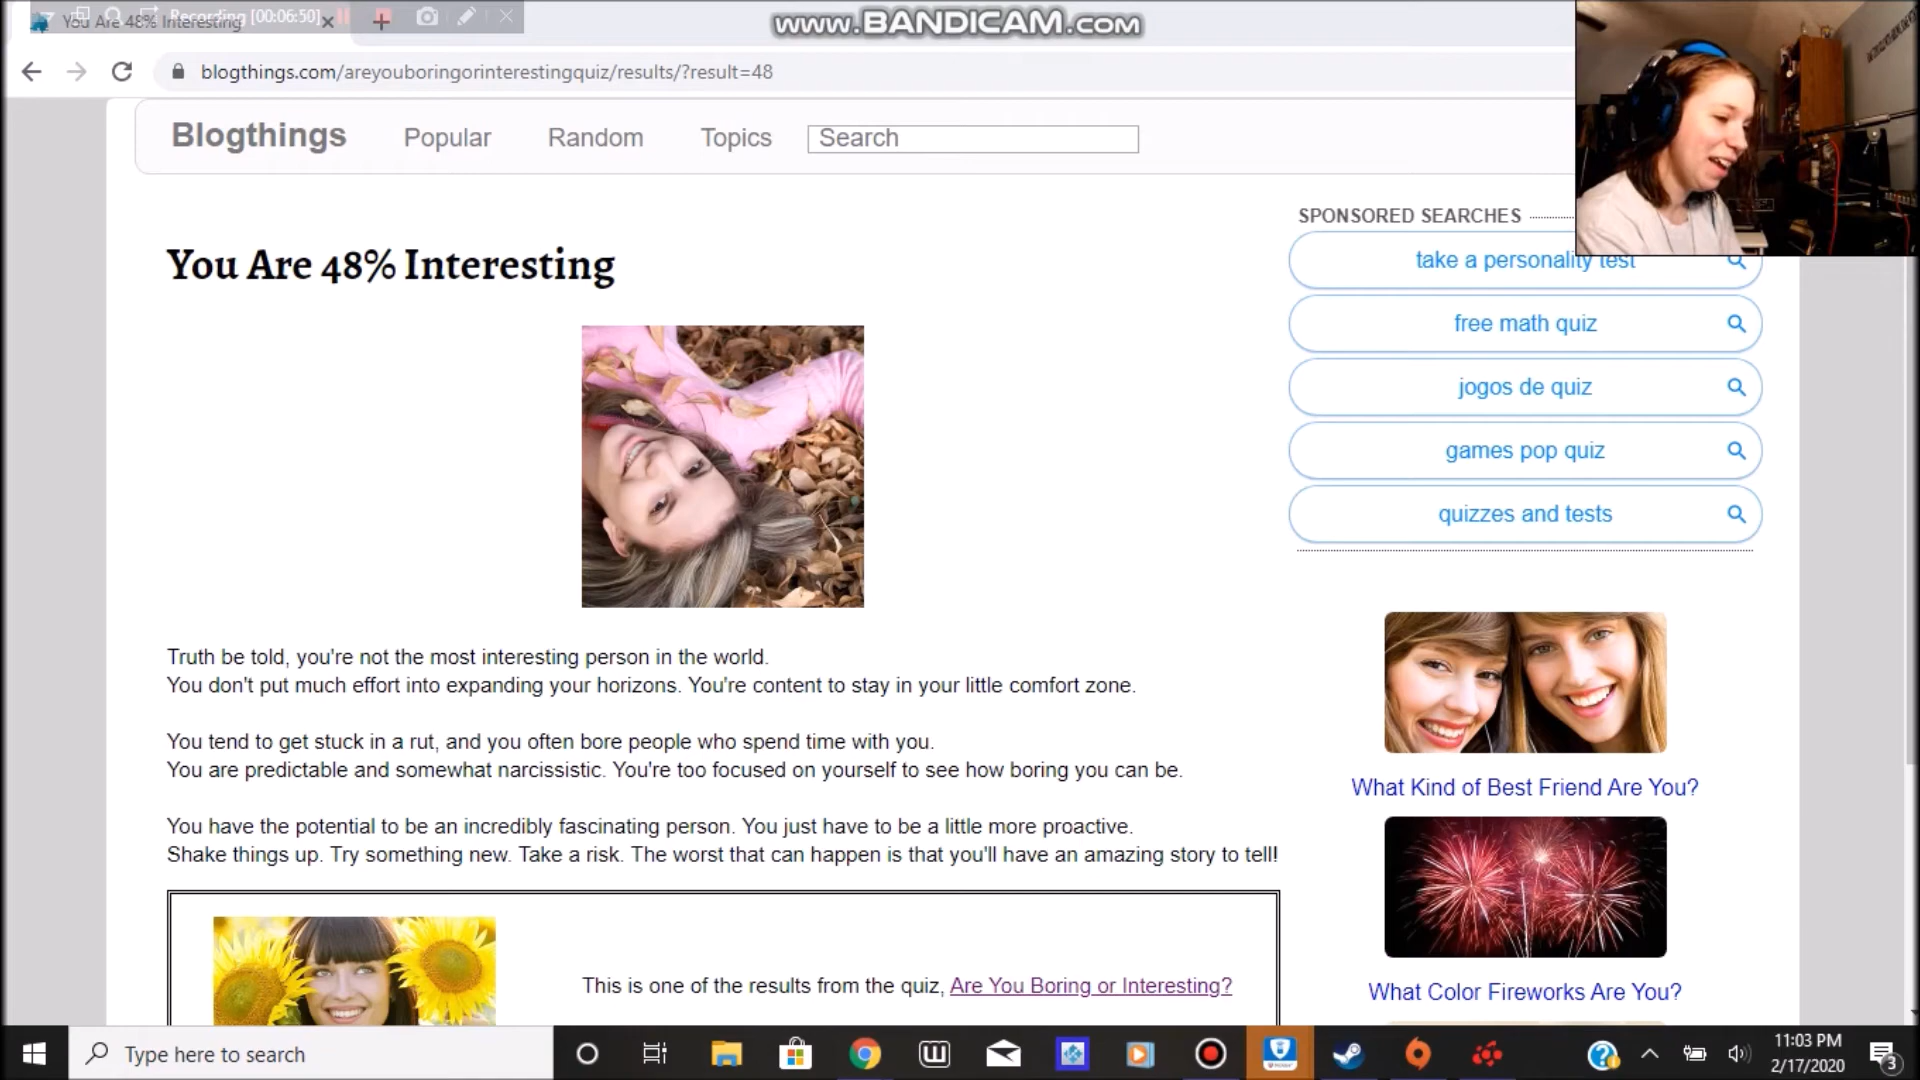 You Are 48% Interesting
Recording [00:06:50]
www.BANDICAM.com
blogthings.com/areyouboringorinterestingquiz/results/?result=48
Blogthings
Popular
Random
Topics
Search
SPONSORED SEARCHES
take a personality test
free math quiz
jogos de quiz
games pop quiz
quizzes and tests
You Are 48% Interesting
Truth be told, you're not the most interesting person in the world.
You don't put much effort into expanding your horizons. You're content to stay in your little comfort zone.
You tend to get stuck in a rut, and you often bore people who spend time with you.
You are predictable and somewhat narcissistic. You're too focused on yourself to see how boring you can be.
You have the potential to be an incredibly fascinating person. You just have to be a little more proactive.
Shake things up. Try something new. Take a risk. The worst that can happen is that you'll have an amazing story to tell!
This is one of the results from the quiz, Are You Boring or Interesting?
What Kind of Best Friend Are You?
What Color Fireworks Are You?
Type here to search
11:03 PM
2/17/2020
3